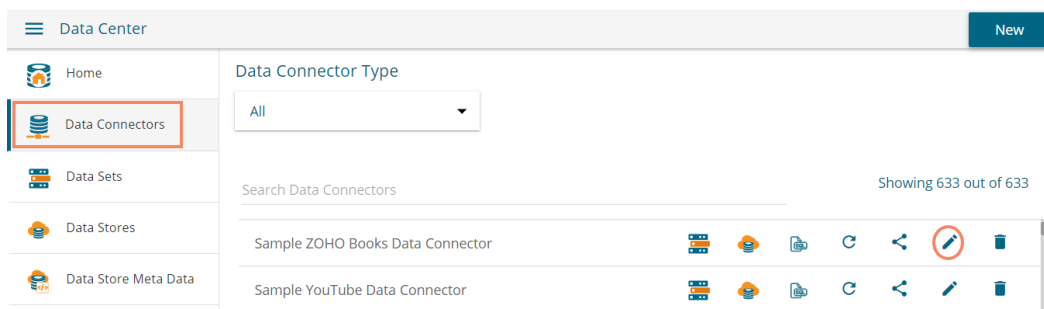 Data Center
New
Home
Data Connectors
Data Sets
Data Stores
Data Store Meta Data
Data Connector Type
All
Search Data Connectors
Showing 633 out of 633
Sample ZOHO Books Data Connector
Sample YouTube Data Connector